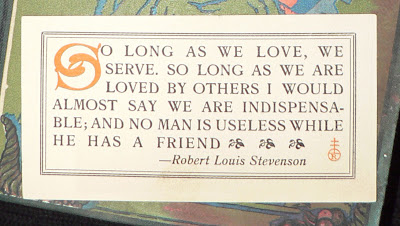 SO LONG AS WE LOVE, WE
SERVE. SO LONG AS WE ARE
LOVED BY OTHERS I WOULD
ALMOST SAY WE ARE INDISPENSA-
BLE; AND NO MAN IS USELESS WHILE
HE HAS A FRIEND
—Robert Louis Stevenson